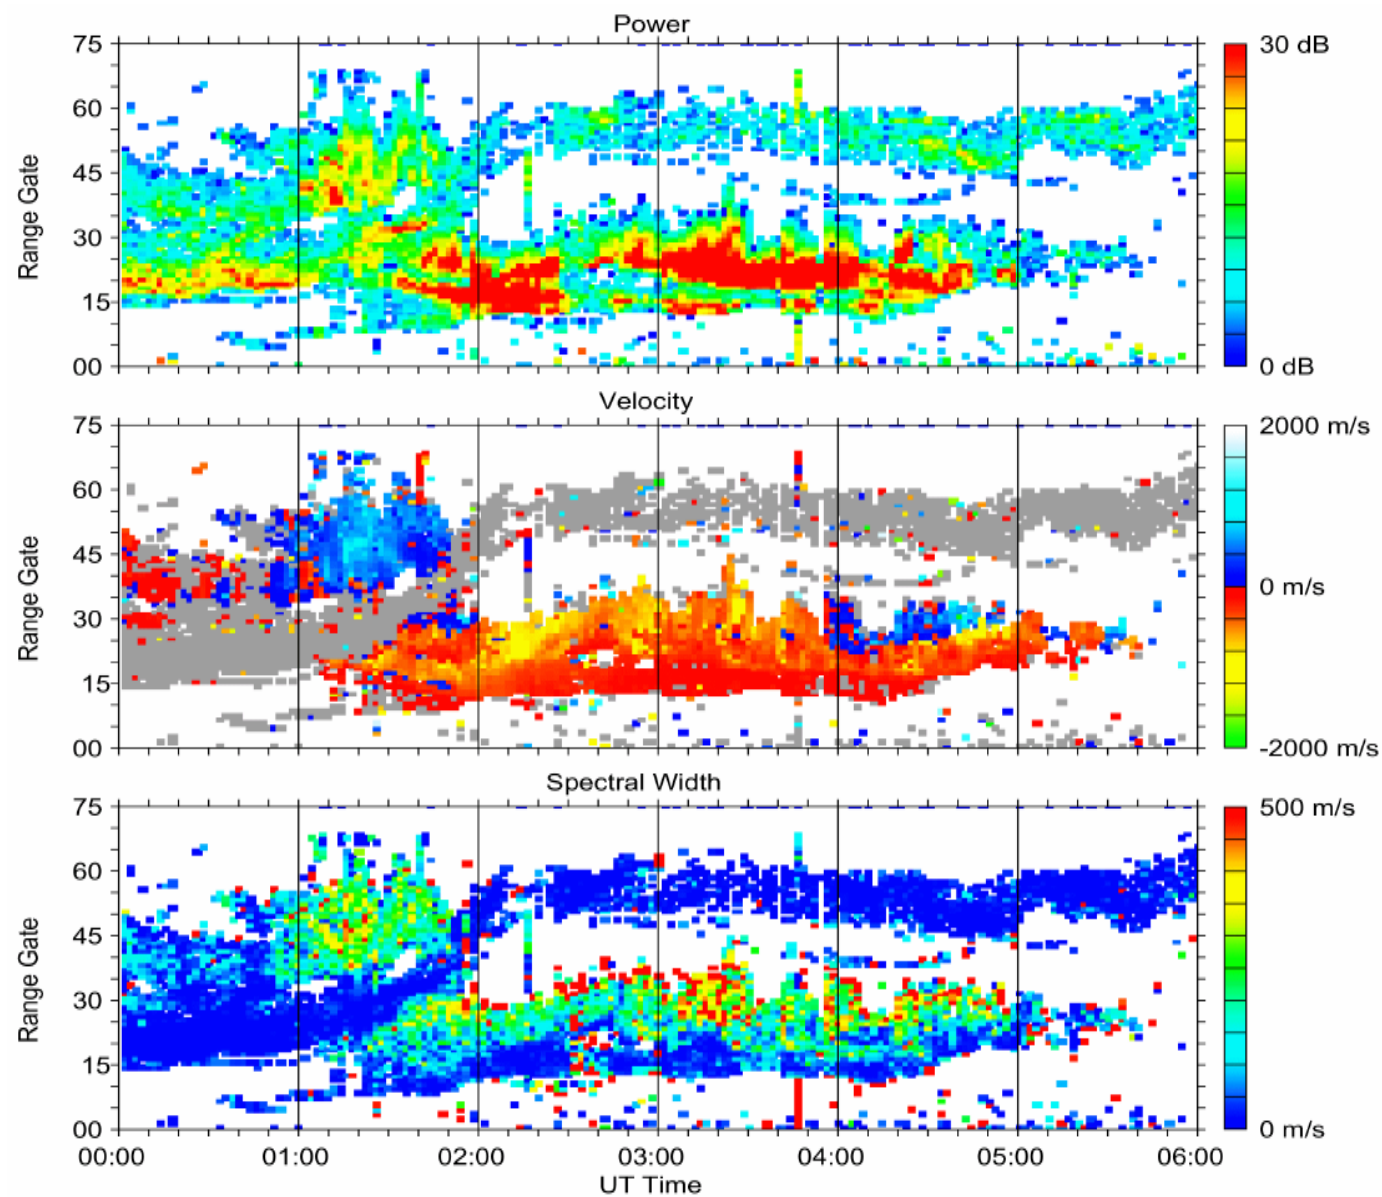 Power
75
60
45
30
15
00
Range Gate
30 dB
0 dB
Velocity
75
60
45
30
15
00
Range Gate
2000 m/s
0 m/s
-2000 m/s
Spectral Width
75
60
45
30
15
00
Range Gate
500 m/s
0 m/s
00:00 01:00 02:00 03:00 04:00 05:00 06:00
UT Time